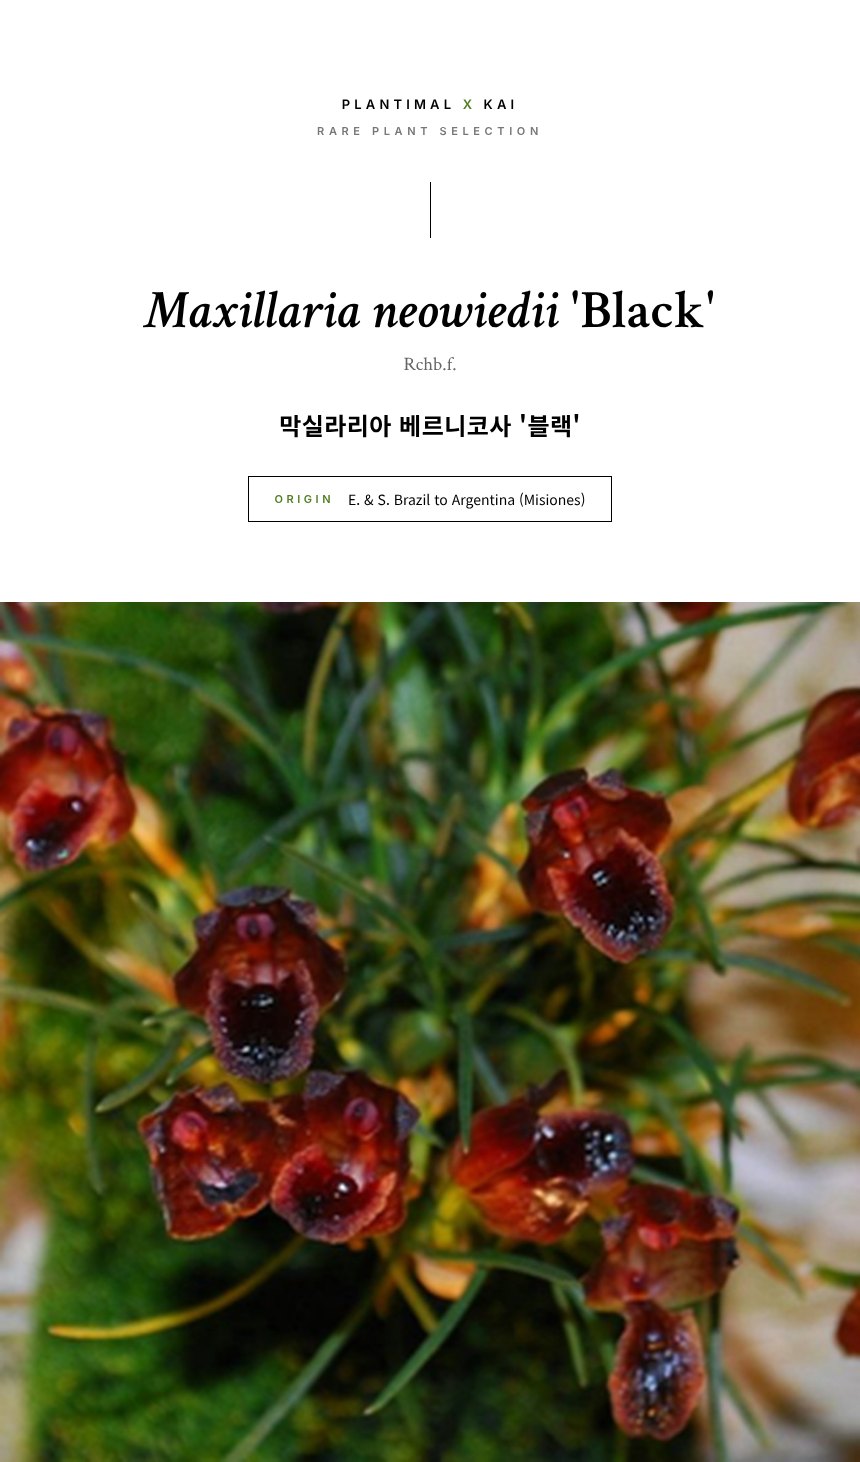 PLANTIMAL X KAI
RARE PLANT SELECTION
Maxillaria neowiedii 'Black'
Rchb.f.
막실라리아 베르니코사 '블랙'
ORIGIN E. & S. Brazil to Argentina (Misiones)